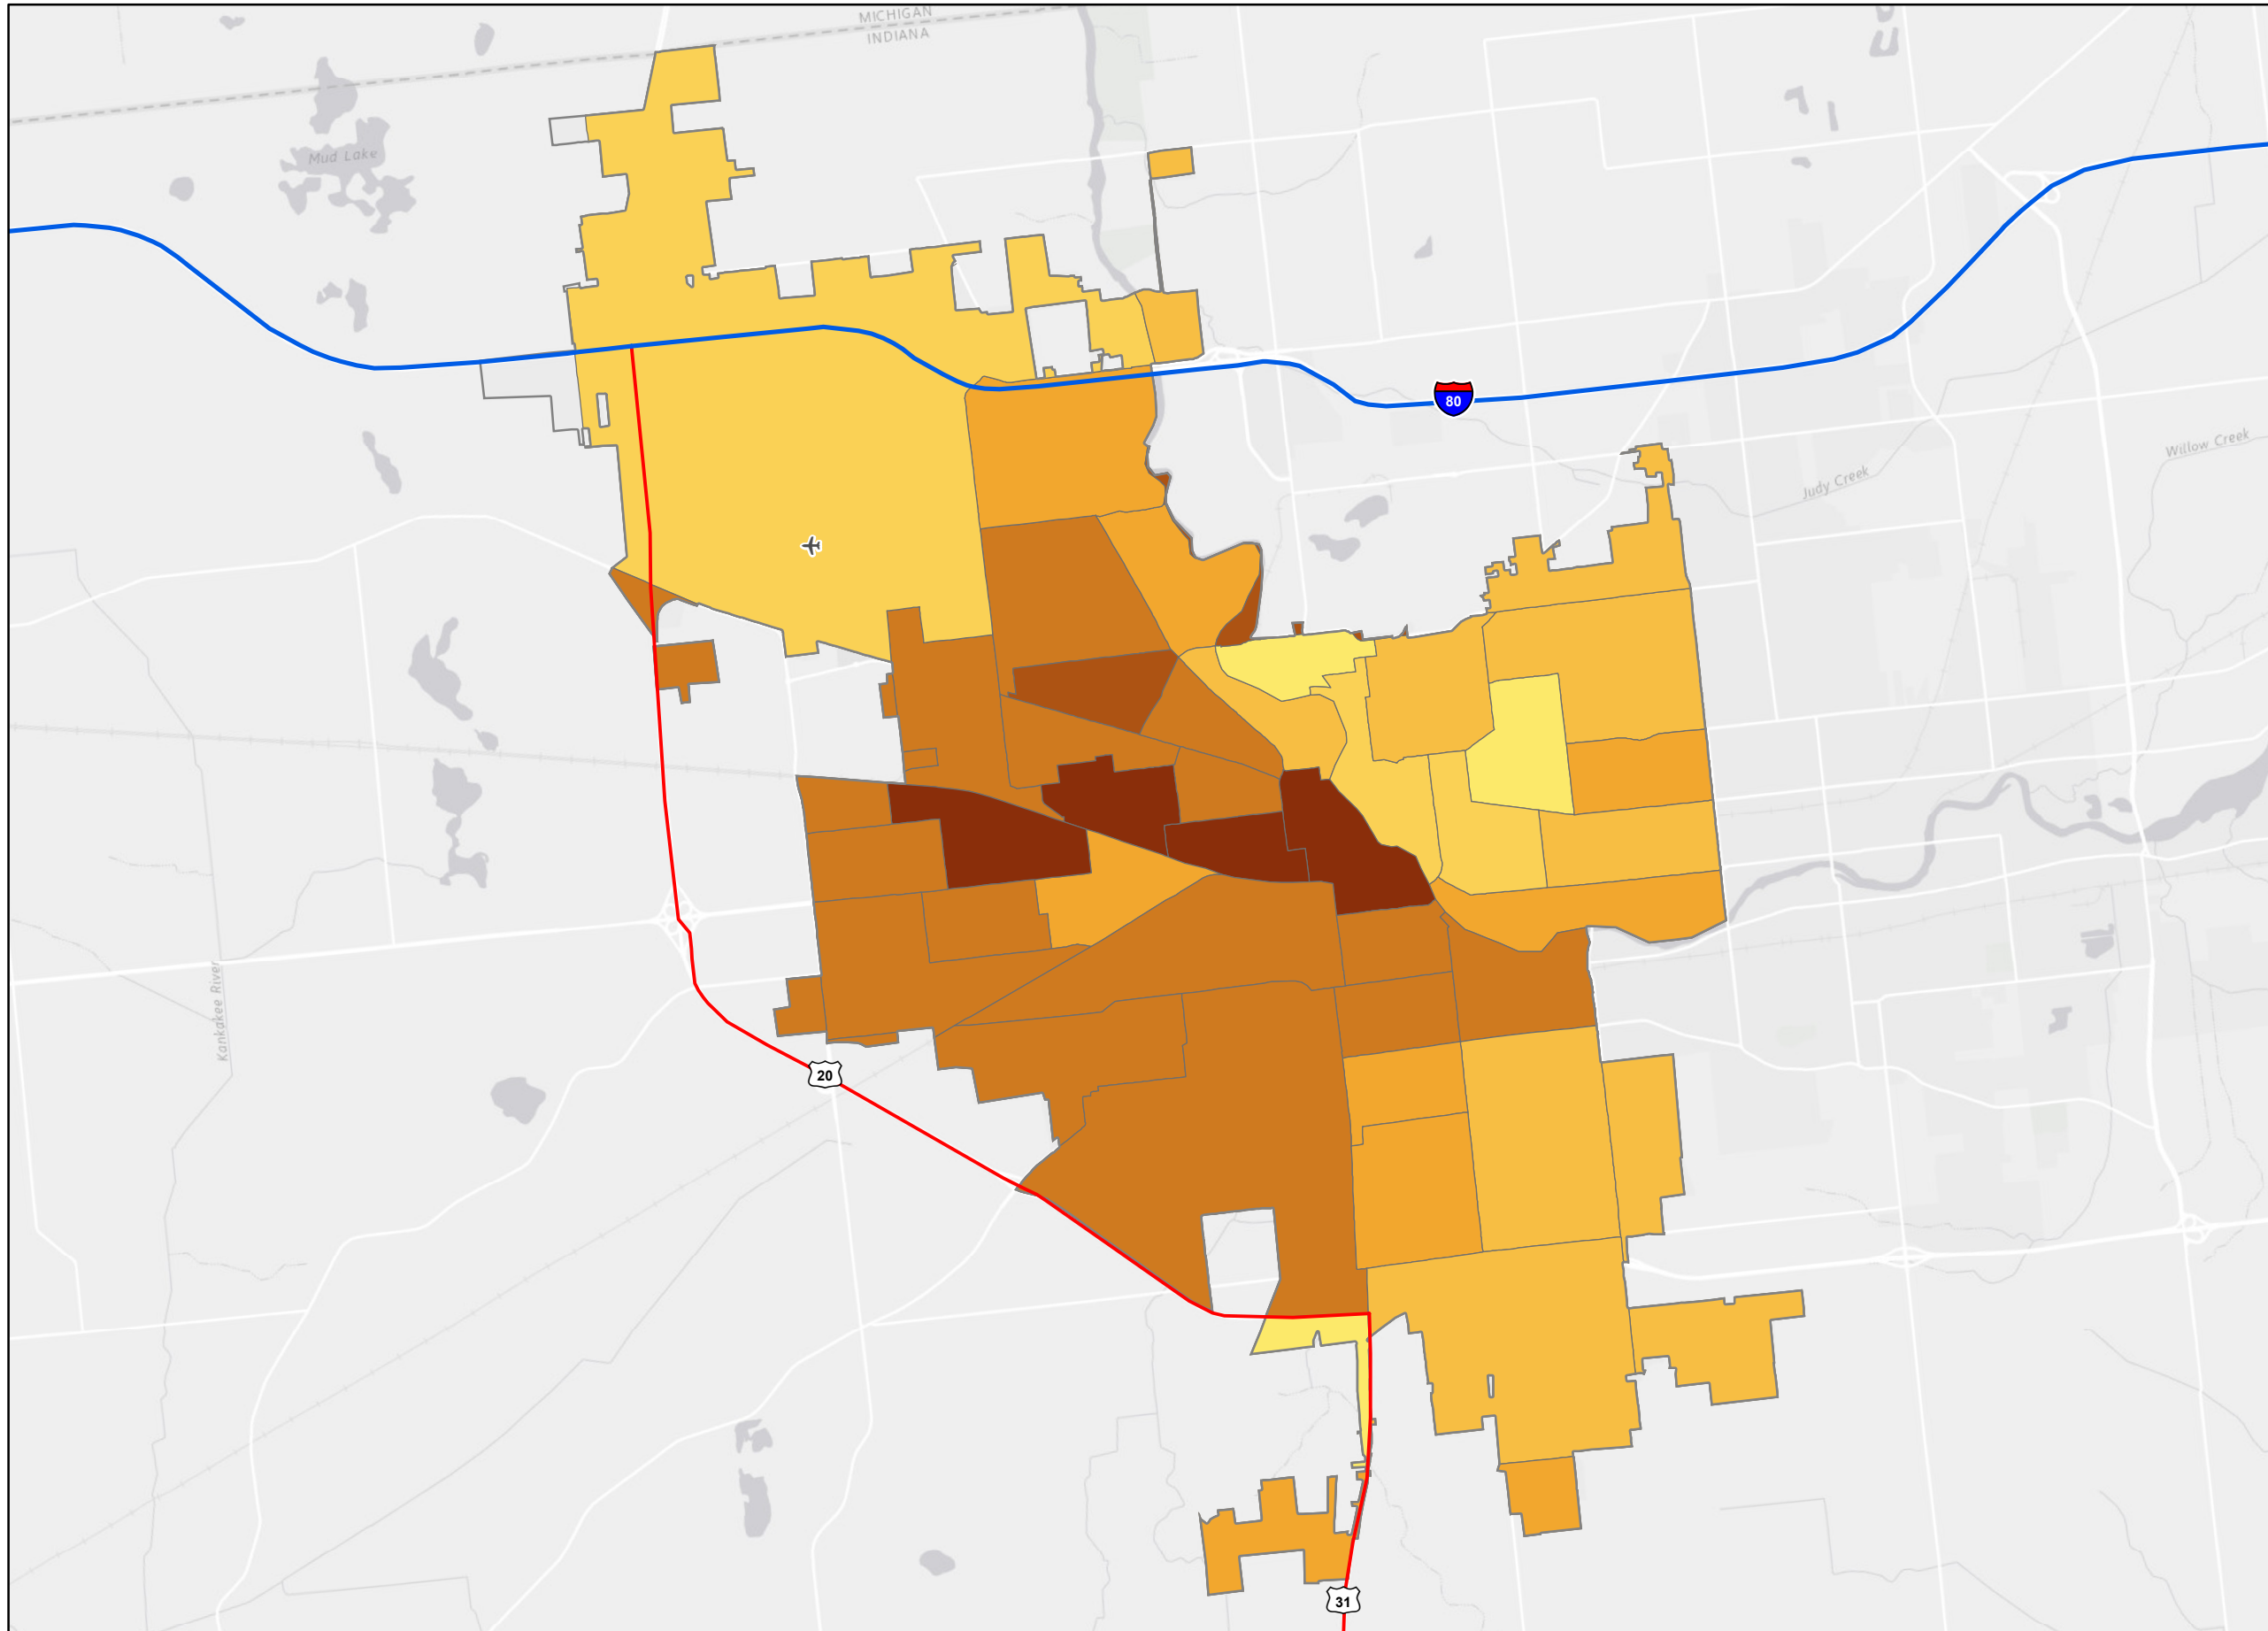 MICHIGAN
INDIANA
Mud Lake
80
Willow Creek
Judy Creek
Kankakee River
20
31